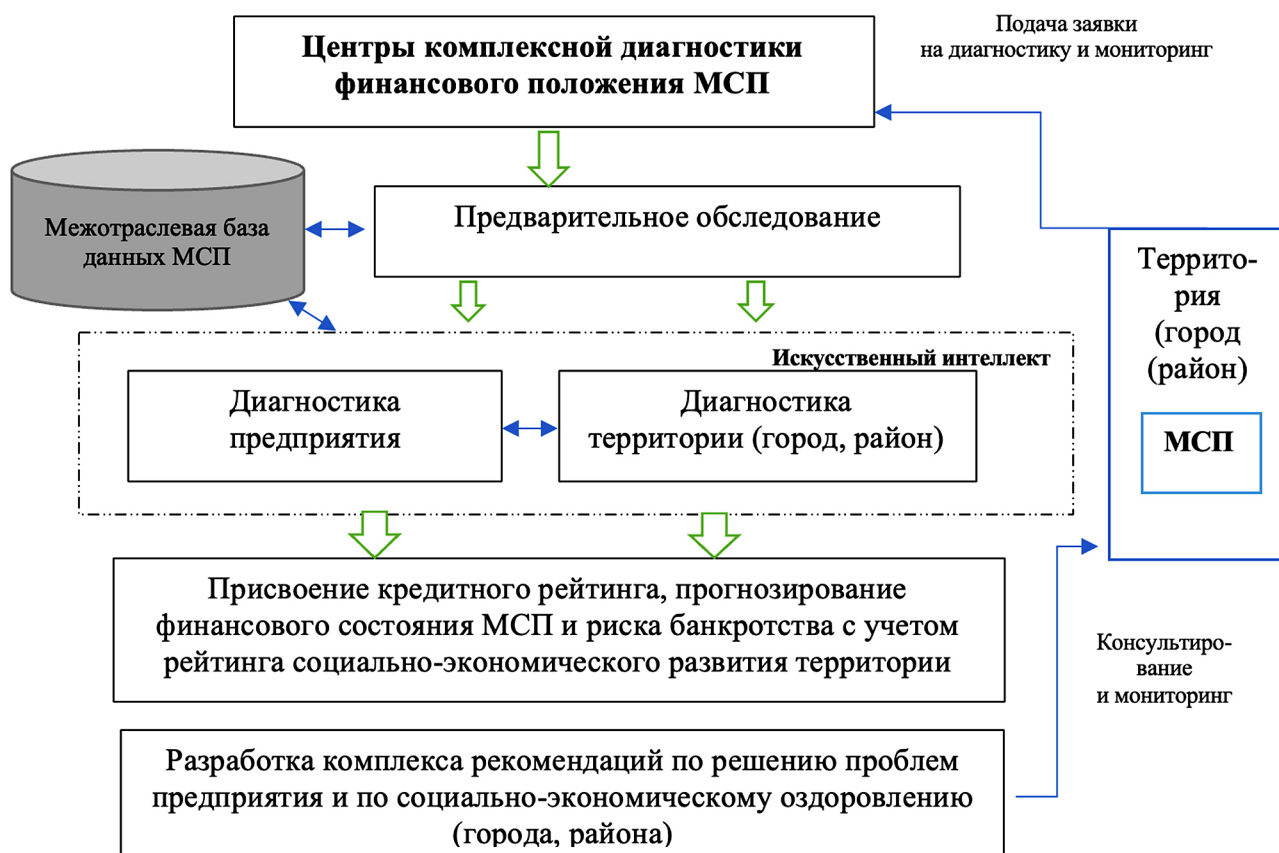 Центры комплексной диагностики
финансового положения МСП
Подача заявки
на диагностику и мониторинг
Межотраслевая база
данных МСП
Предварительное обследование
Террито-
рия
(город
(район)
МСП
Искусственный интеллект
Диагностика
предприятия
Диагностика
территории (город, район)
Присвоение кредитного рейтинга, прогнозирование
финансового состояния МСП и риска банкротства с учетом
рейтинга социально-экономического развития территории
Консультиро-
вание
и мониторинг
Разработка комплекса рекомендаций по решению проблем
предприятия и по социально-экономическому оздоровлению
(города, района)